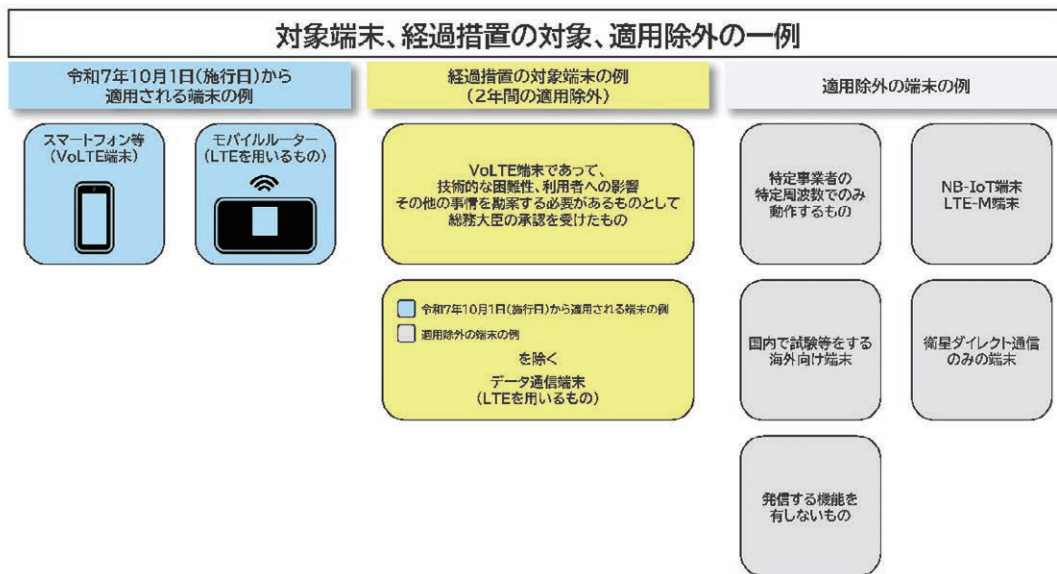 対象端末、経過措置の対象、適用除外の一例
令和7年10月1日(施行日)から
適用される端末の例
スマートフォン等
(VoLTE端末)
モバイルルーター
(LTEを用いるもの)
経過措置の対象端末の例
(2年間の適用除外)
VoLTE端末であって、
技術的な困難性、利用者への影響
その他の事情を勘案する必要があるものとして
総務大臣の承認を受けたもの
令和7年10月1日(施行日)から適用される端末の例
適用除外の端末の例
を除く
データ通信端末
(LTEを用いるもの)
適用除外の端末の例
特定事業者の
特定周波数でのみ
動作するもの
NB-IoT端末
LTE-M端末
国内で試験等をする
海外向け端末
衛星ダイレクト通信
のみの端末
発信する機能を
有しないもの